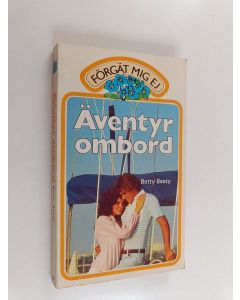 FÖRGÄT MIG EJ
Äventyr
ombord
Betty Beaty